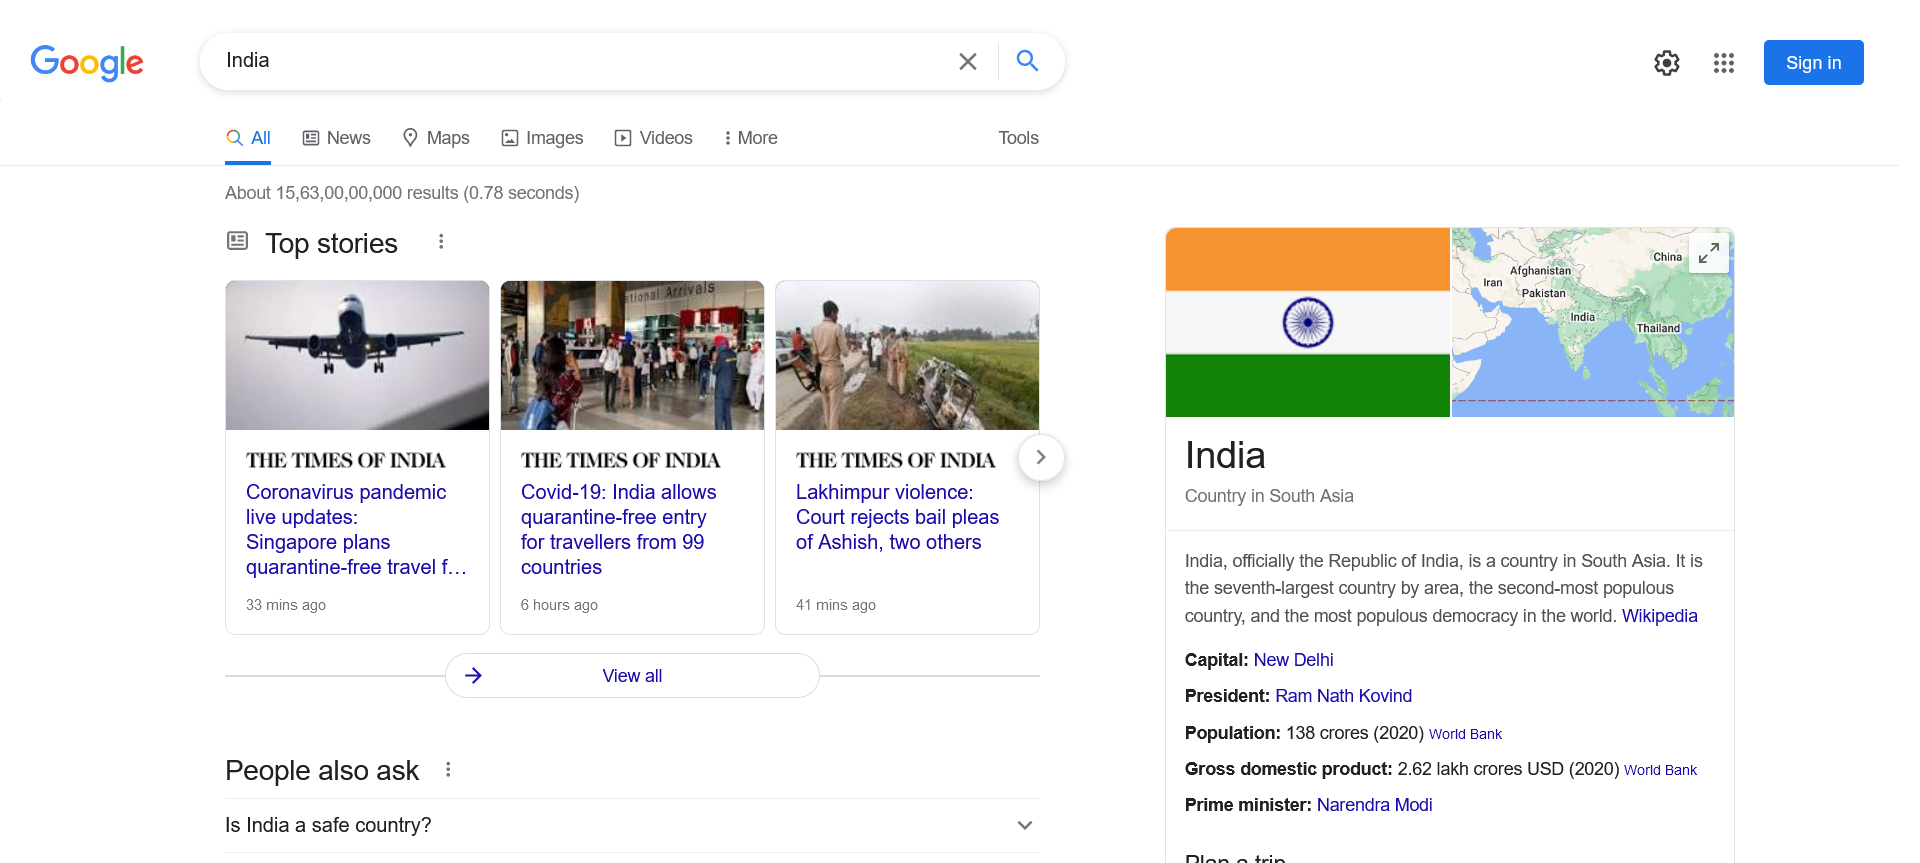 Google
India
Sign in
All
News
Maps
Images
Videos
More
Tools
About 15,63,00,00,000 results (0.78 seconds)
Top stories
THE TIMES OF INDIA
Coronavirus pandemic
live updates:
Singapore plans
quarantine-free travel f…
33 mins ago
THE TIMES OF INDIA
Covid-19: India allows
quarantine-free entry
for travellers from 99
countries
6 hours ago
THE TIMES OF INDIA
Lakhimpur violence:
Court rejects bail pleas
of Ashish, two others
41 mins ago
View all
People also ask
Is India a safe country?
China
Afghanistan
Iran
Pakistan
India
Thailand
India
Country in South Asia
India, officially the Republic of India, is a country in South Asia. It is
the seventh-largest country by area, the second-most populous
country, and the most populous democracy in the world. Wikipedia
Capital: New Delhi
President: Ram Nath Kovind
Population: 138 crores (2020) World Bank
Gross domestic product: 2.62 lakh crores USD (2020) World Bank
Prime minister: Narendra Modi
Plan a trip